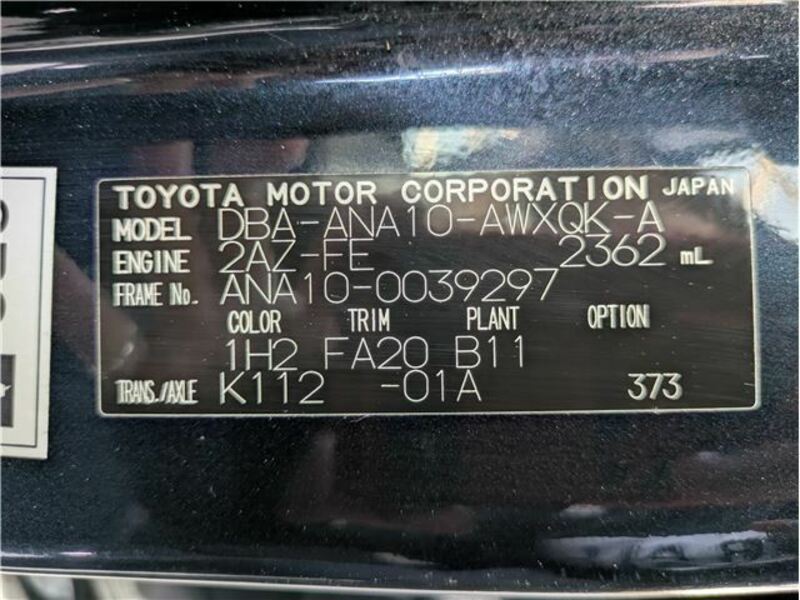 TOYOTA MOTOR CORPORATION JAPAN
MODEL DBA-ANA10-AWXQK-A
ENGINE 2AZ-FE 2362 mL
FRAME No. ANA10-0039297
COLOR TRIM PLANT OPTION
1H2 FA20 B11
TRANS./AXLE K112 -01A 373